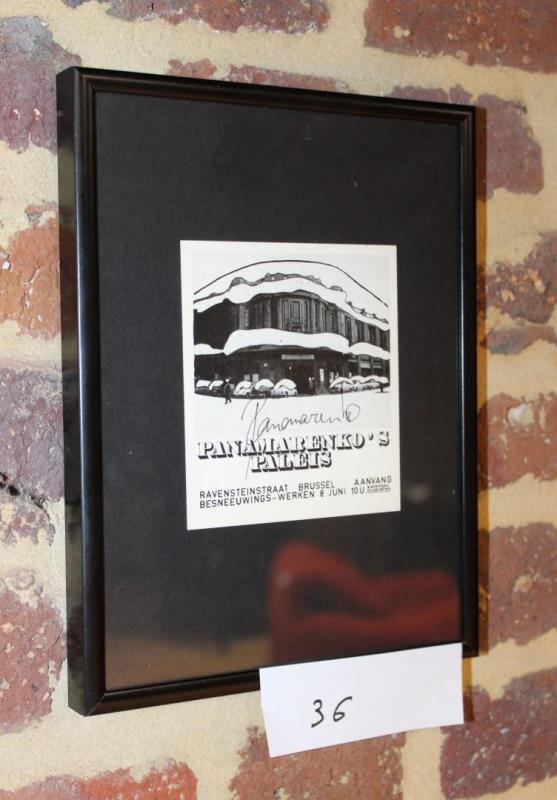 Panamarenko
PANAMARENKO'S
PALEIS
RAVENSTEINSTRAAT BRUSSEL AANVANG
BESNEEUWINGS-WERKEN 8 JUNI 10 U.
36